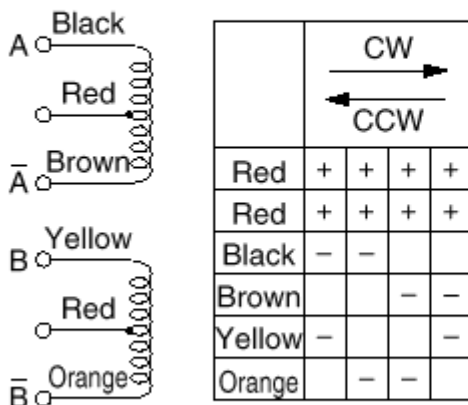 A Black
Red
A̅ Brown
B Yellow
Red
B̅ Orange
CW
CCW
Red + + + +
Red + + + +
Black − −
Brown − −
Yellow − −
Orange − −